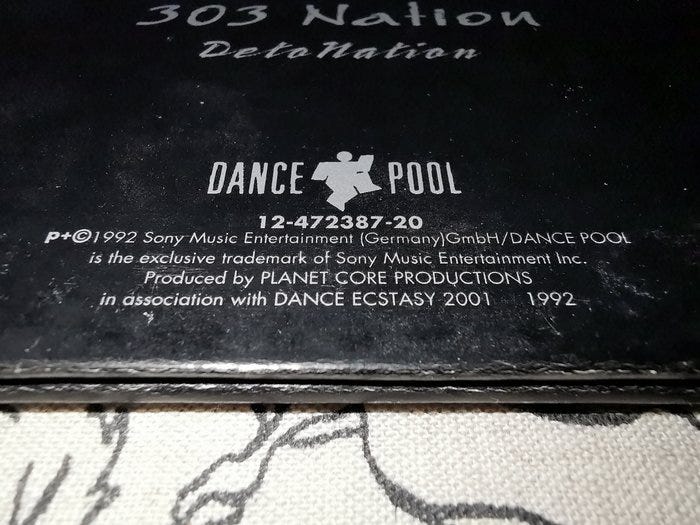 303 Nation
DetoNation
DANCE POOL
12-472387-20
P+©1992 Sony Music Entertainment (Germany)GmbH/DANCE POOL
is the exclusive trademark of Sony Music Entertainment Inc.
Produced by PLANET CORE PRODUCTIONS
in association with DANCE ECSTASY 2001 1992